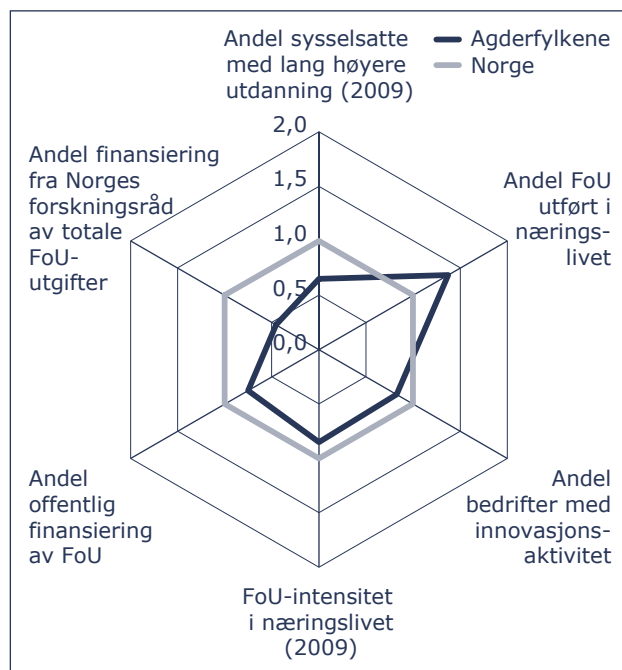 Andel sysselsatte
med lang høyere
utdanning (2009)
Agderfylkene
Norge
2,0
1,5
1,0
0,5
0,0
Andel finansiering
fra Norges
forskningsråd
av totale
FoU-
utgifter
Andel FoU
utført i
nærings-
livet
Andel
offentlig
finansiering
av FoU
Andel
bedrifter med
innovasjons-
aktivitet
FoU-intensitet
i næringslivet
(2009)